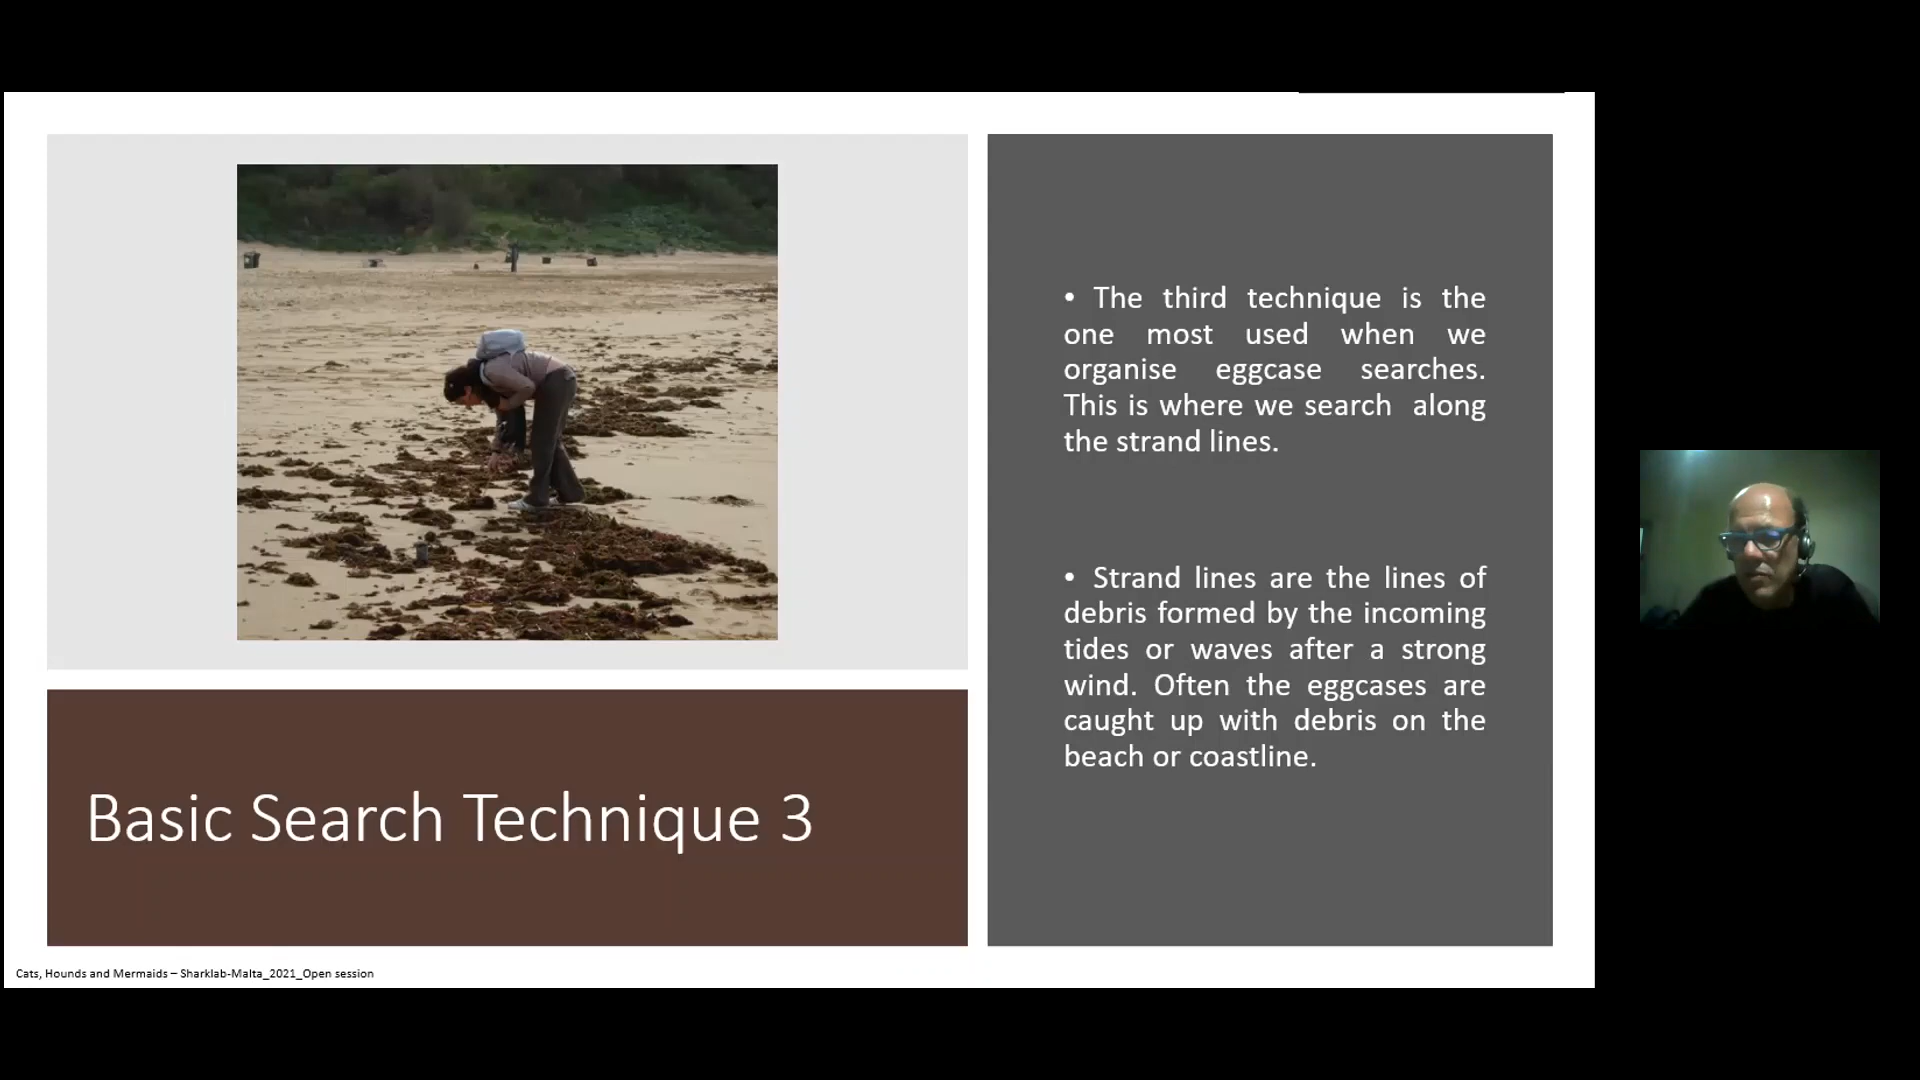 • The third technique is the
one most used when we
organise eggcase searches.
This is where we search along
the strand lines.
• Strand lines are the lines of
debris formed by the incoming
tides or waves after a strong
wind. Often the eggcases are
caught up with debris on the
beach or coastline.
Basic Search Technique 3
Cats, Hounds and Mermaids – Sharklab-Malta_2021_Open session